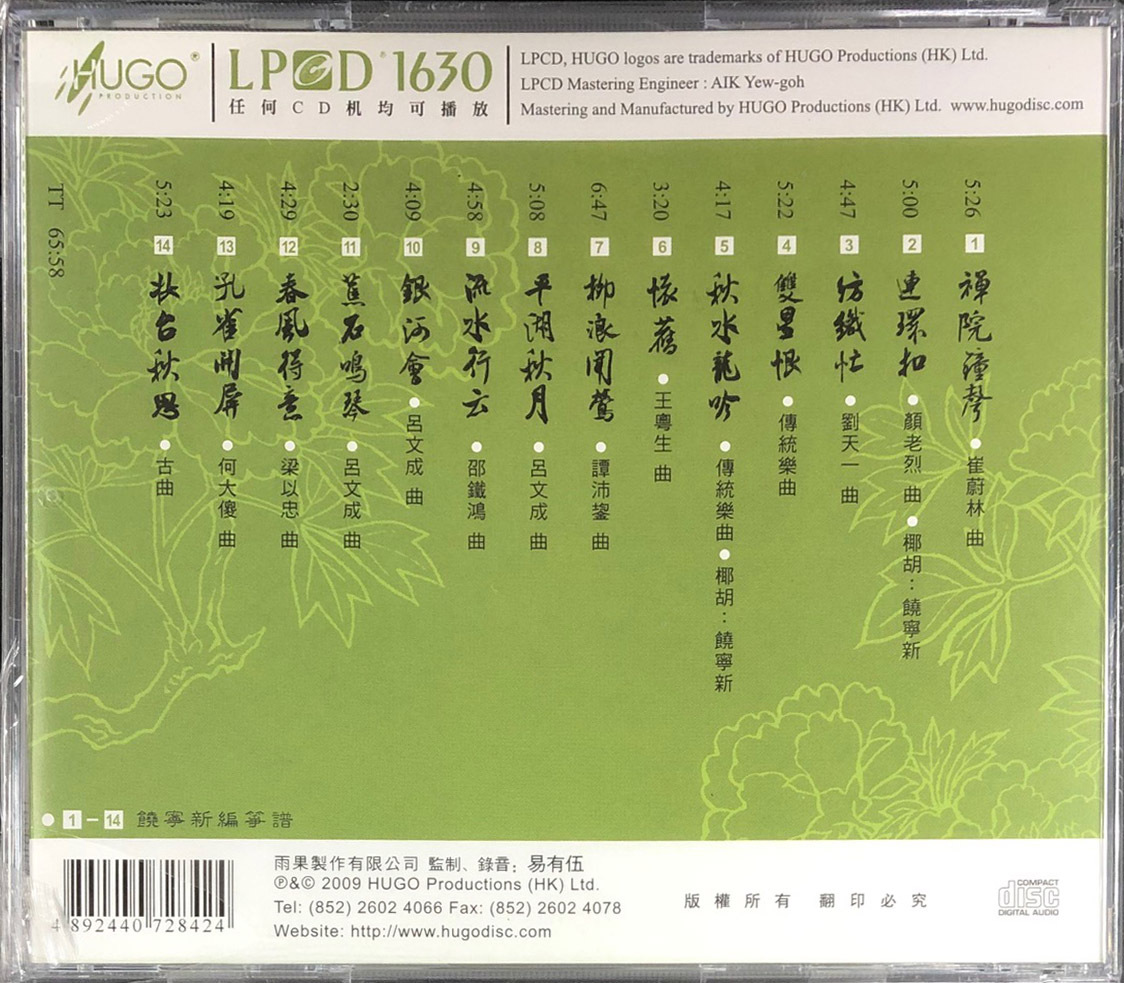 HUGO®
PRODUCTION
LPCD® 1630
任何CD机均可播放
LPCD, HUGO logos are trademarks of HUGO Productions (HK) Ltd.
LPCD Mastering Engineer : AIK Yew-goh
Mastering and Manufactured by HUGO Productions (HK) Ltd. www.hugodisc.com
5:26 1 禪院鐘聲 ● 崔蔚林 曲
5:00 2 連環扣 ● 顏老烈 曲 ● 椰胡：饒寧新
4:47 3 紡織忙 ● 劉天一 曲
5:22 4 雙星恨 ● 傳統樂曲
4:17 5 秋水龍吟 ● 傳統樂曲 ● 椰胡：饒寧新
3:20 6 懷舊 ● 王粵生 曲
6:47 7 柳浪聞鶯 ● 譚沛鋆 曲
5:08 8 平湖秋月 ● 呂文成 曲
4:58 9 流水行云 ● 邵鐵鴻 曲
4:09 10 銀河會 ● 呂文成 曲
2:30 11 蕉石鳴琴 ● 呂文成 曲
4:29 12 春風得意 ● 梁以忠 曲
4:19 13 孔雀開屏 ● 何大傻 曲
5:23 14 妝台秋思 ● 古曲
TT 65:58
● 1－14 饒寧新編箏譜
4 892440 728424
雨果製作有限公司 監制、錄音：易有伍
℗&© 2009 HUGO Productions (HK) Ltd.
Tel: (852) 2602 4066 Fax: (852) 2602 4078
Website: http://www.hugodisc.com
版權所有 翻印必究
COMPACT
disc
DIGITAL AUDIO